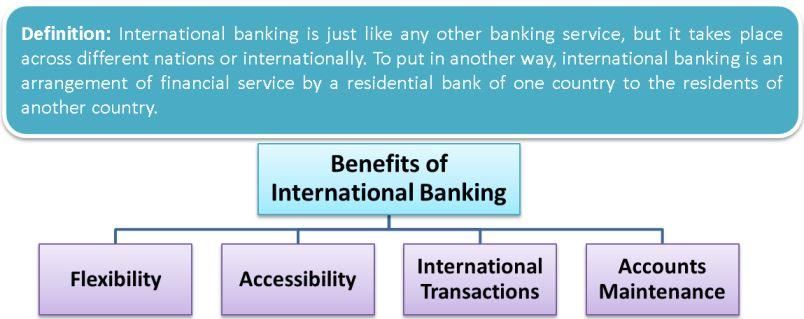 Definition: International banking is just like any other banking service, but it takes place
across different nations or internationally. To put in another way, international banking is an
arrangement of financial service by a residential bank of one country to the residents of
another country.
Benefits of
International Banking
Flexibility
Accessibility
International
Transactions
Accounts
Maintenance